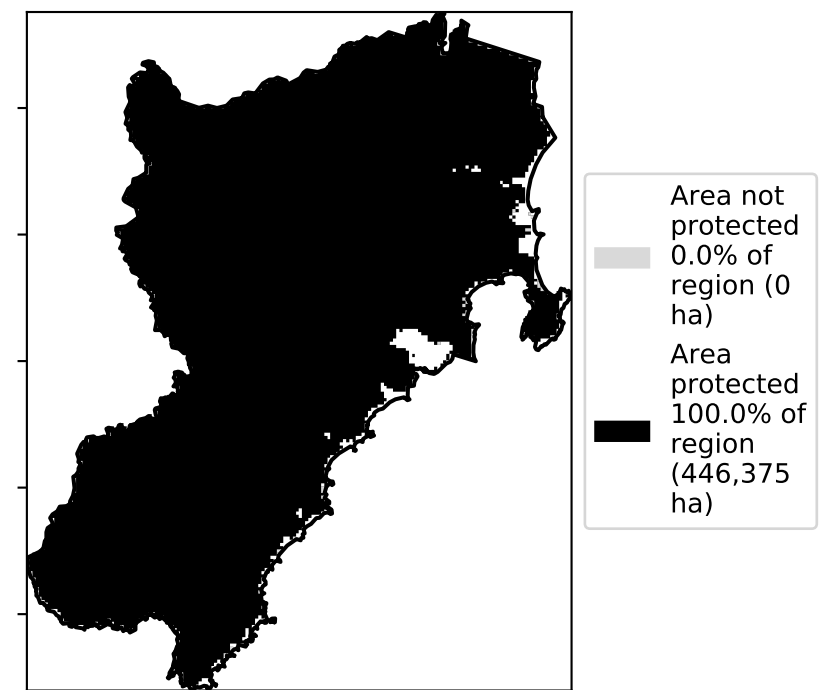 Area not
protected
0.0% of
region (0
ha)
Area
protected
100.0% of
region
(446,375
ha)